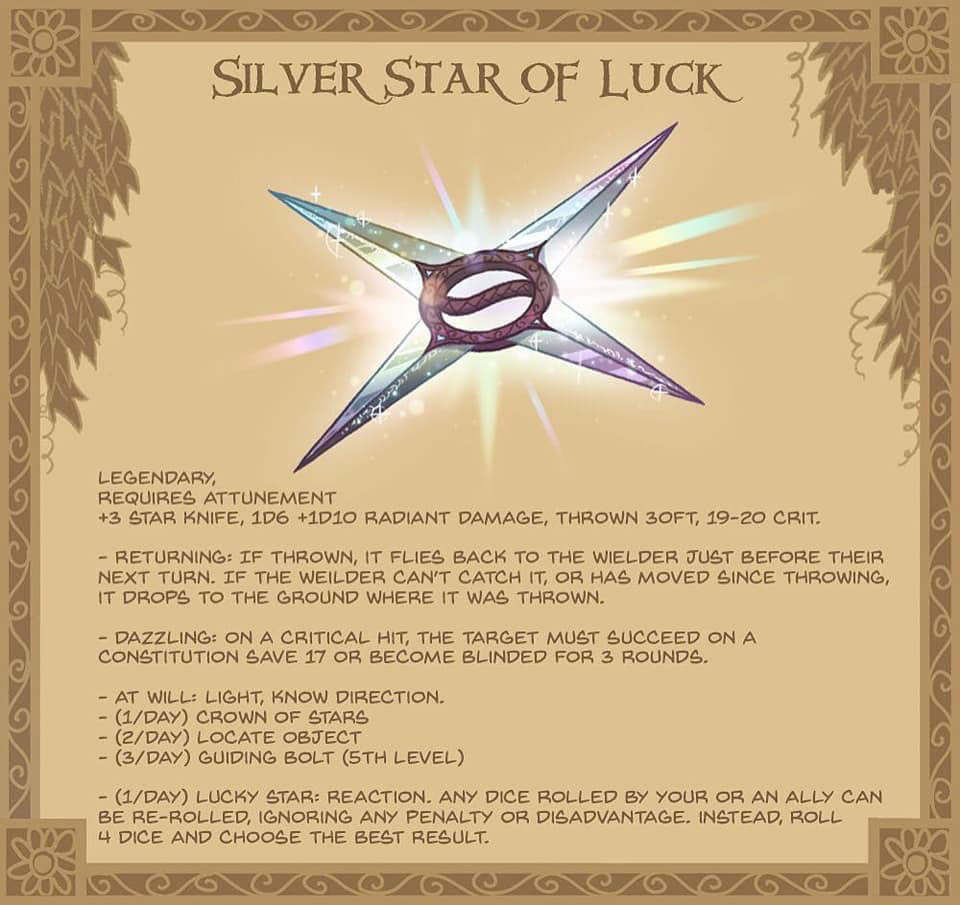 Silver Star of Luck
LEGENDARY,
REQUIRES ATTUNEMENT
+3 STAR KNIFE, 1D6 +1D10 RADIANT DAMAGE, THROWN 30FT, 19-20 CRIT.
- RETURNING: IF THROWN, IT FLIES BACK TO THE WIELDER JUST BEFORE THEIR
NEXT TURN. IF THE WEILDER CAN'T CATCH IT, OR HAS MOVED SINCE THROWING,
IT DROPS TO THE GROUND WHERE IT WAS THROWN.
- DAZZLING: ON A CRITICAL HIT, THE TARGET MUST SUCCEED ON A
CONSTITUTION SAVE 17 OR BECOME BLINDED FOR 3 ROUNDS.
- AT WILL: LIGHT, KNOW DIRECTION.
- (1/DAY) CROWN OF STARS
- (2/DAY) LOCATE OBJECT
- (3/DAY) GUIDING BOLT (5TH LEVEL)
- (1/DAY) LUCKY STAR: REACTION. ANY DICE ROLLED BY YOUR OR AN ALLY CAN
BE RE-ROLLED, IGNORING ANY PENALTY OR DISADVANTAGE. INSTEAD, ROLL
4 DICE AND CHOOSE THE BEST RESULT.